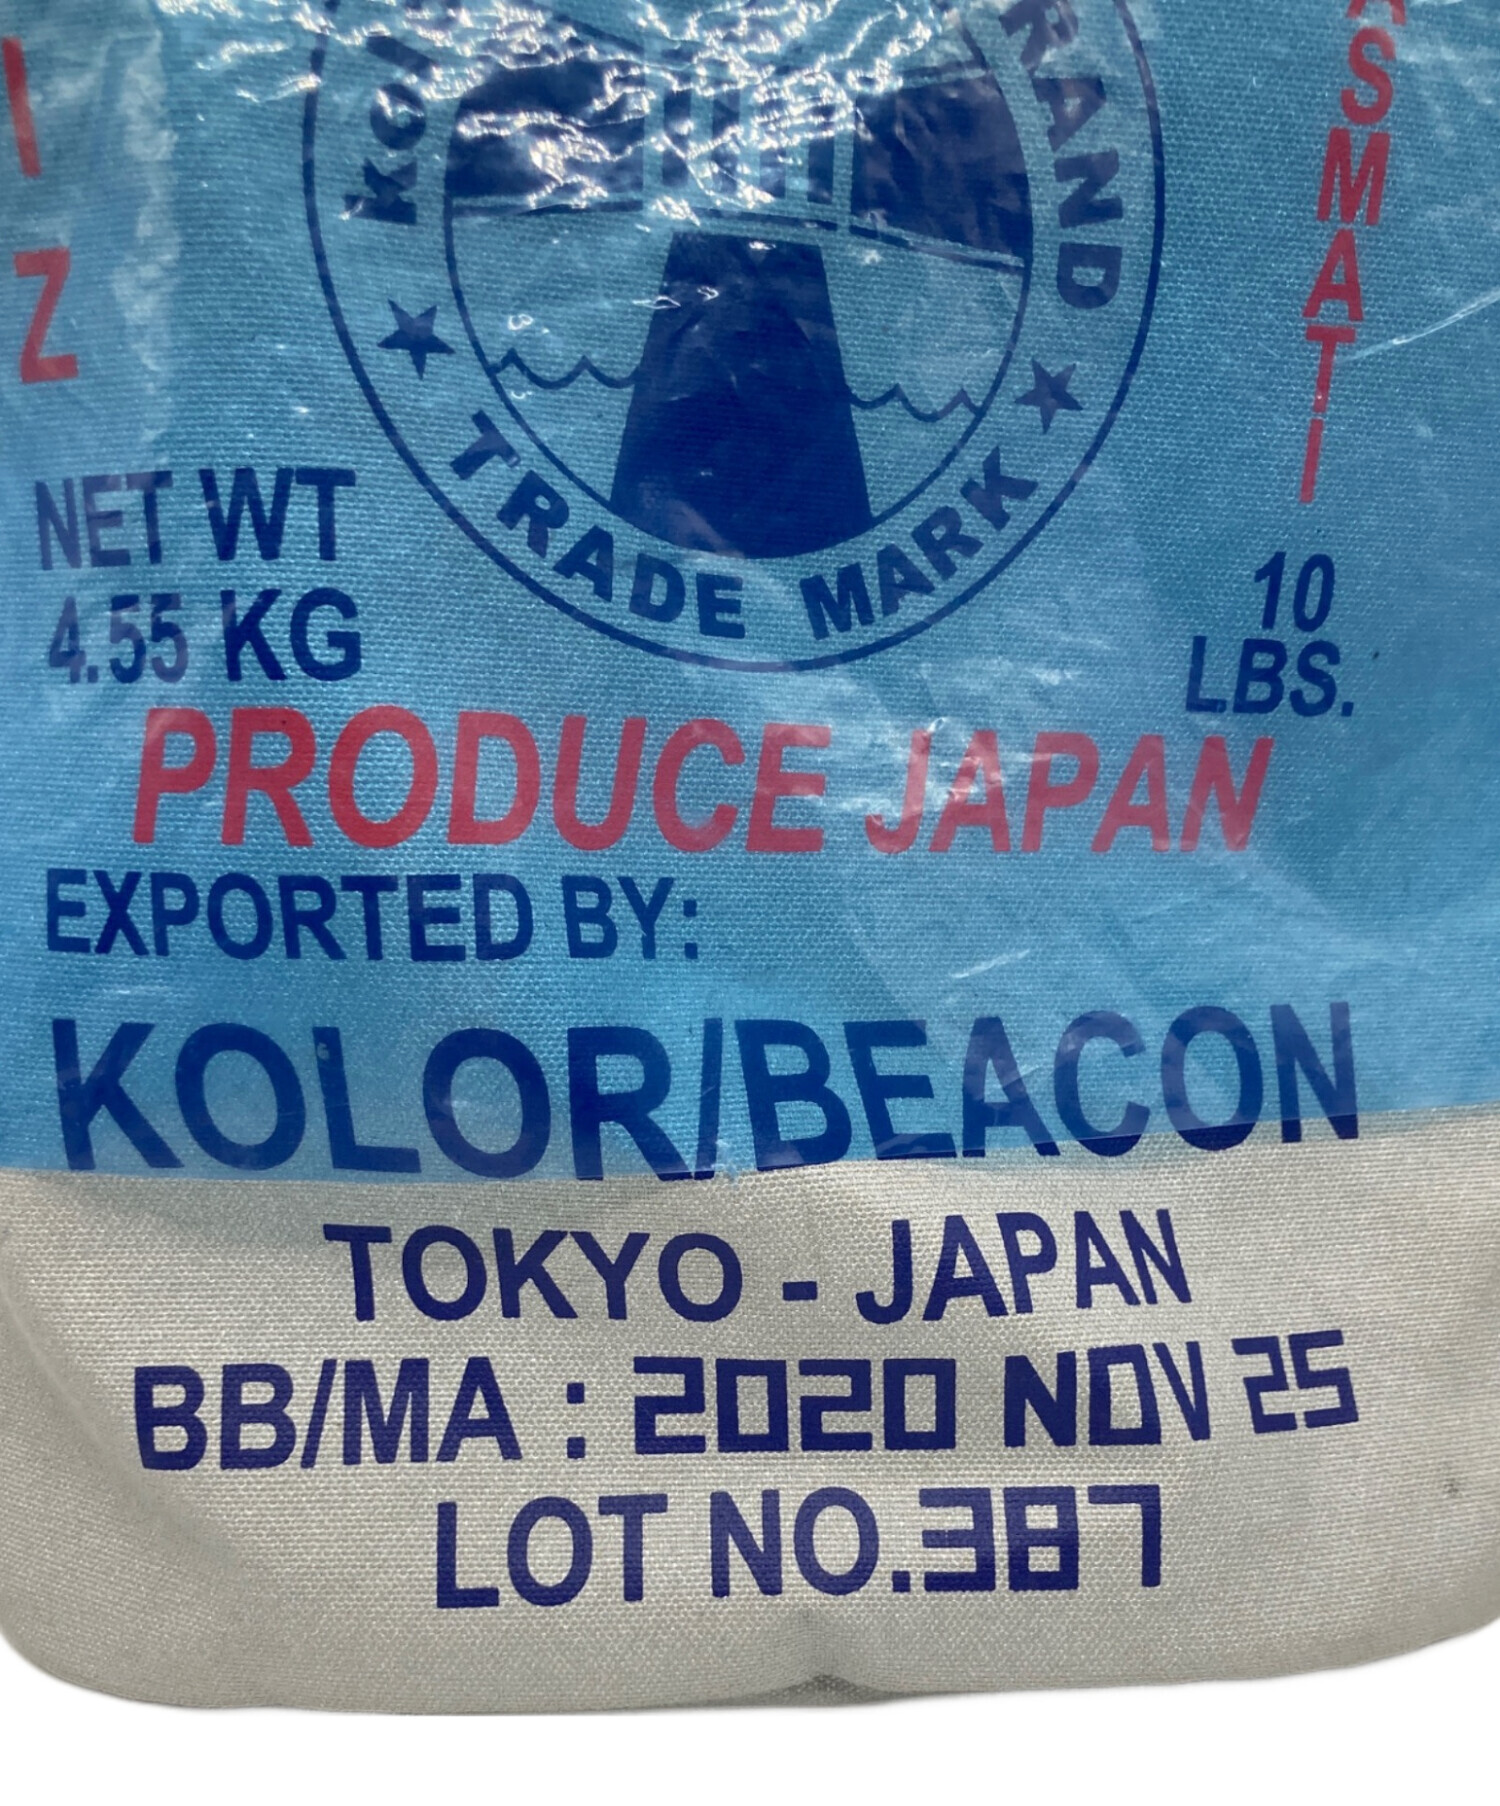 TRADE MARK
NET WT
4.55 KG
10
LBS.
PRODUCE JAPAN
EXPORTED BY:
KOLOR/BEACON
TOKYO - JAPAN
BB/MA : 2020 NOV 25
LOT NO.387